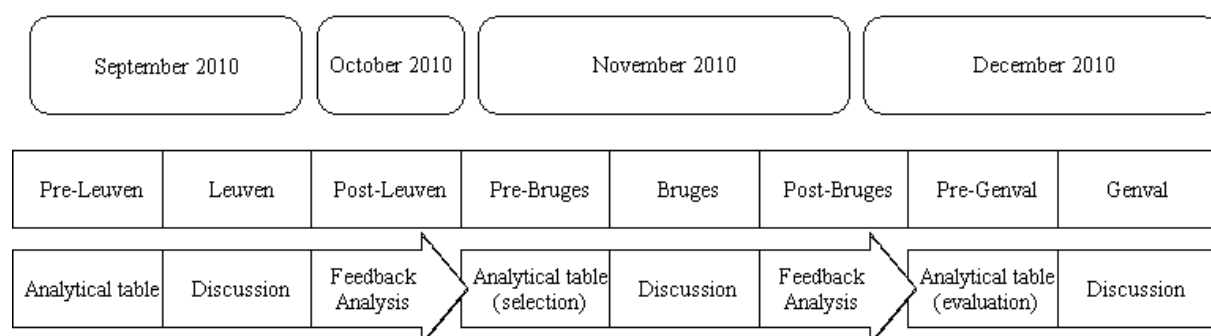 September 2010
October 2010
November 2010
December 2010
Pre-Leuven
Leuven
Post-Leuven
Pre-Bruges
Bruges
Post-Bruges
Pre-Genval
Genval
Analytical table
Discussion
Feedback
Analysis
Analytical table
(selection)
Discussion
Feedback
Analysis
Analytical table
(evaluation)
Discussion